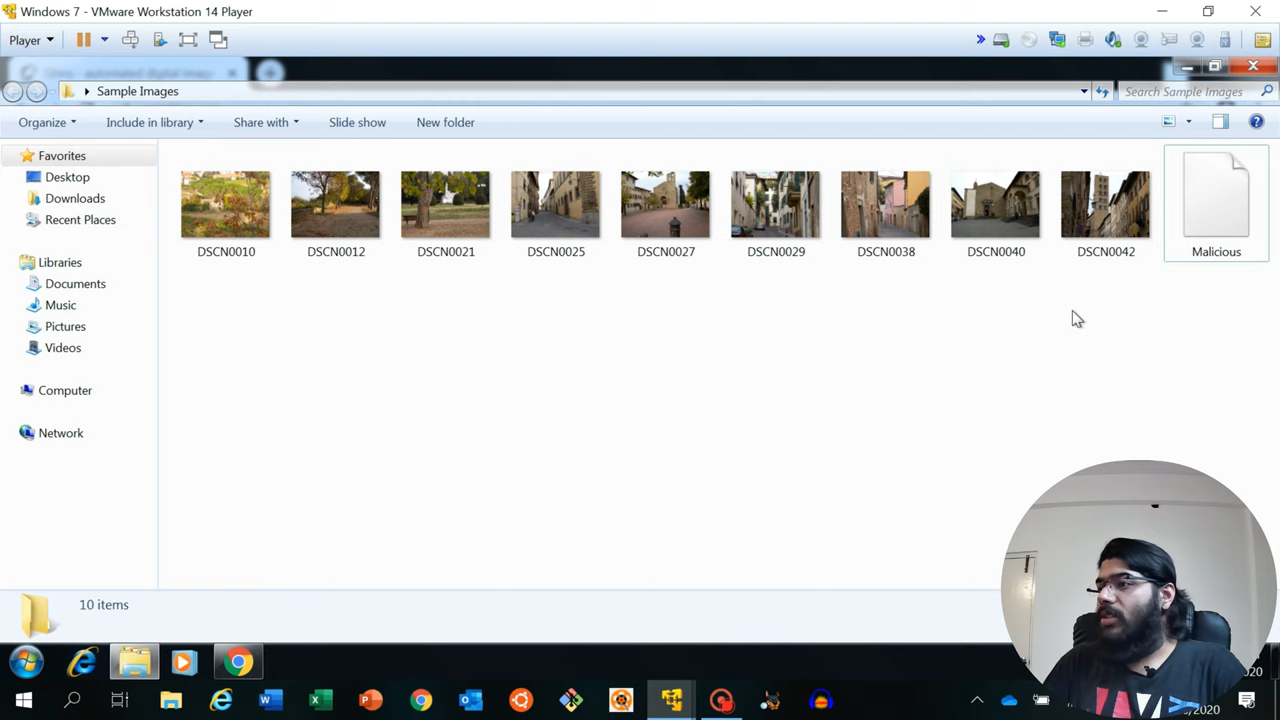 Windows 7 - VMware Workstation 14 Player
Player
Sample Images
Search Sample Images
Organize
Include in library
Share with
Slide show
New folder
Favorites
Desktop
Downloads
Recent Places
Libraries
Documents
Music
Pictures
Videos
Computer
Network
DSCN0010
DSCN0012
DSCN0021
DSCN0025
DSCN0027
DSCN0029
DSCN0038
DSCN0040
DSCN0042
Malicious
10 items